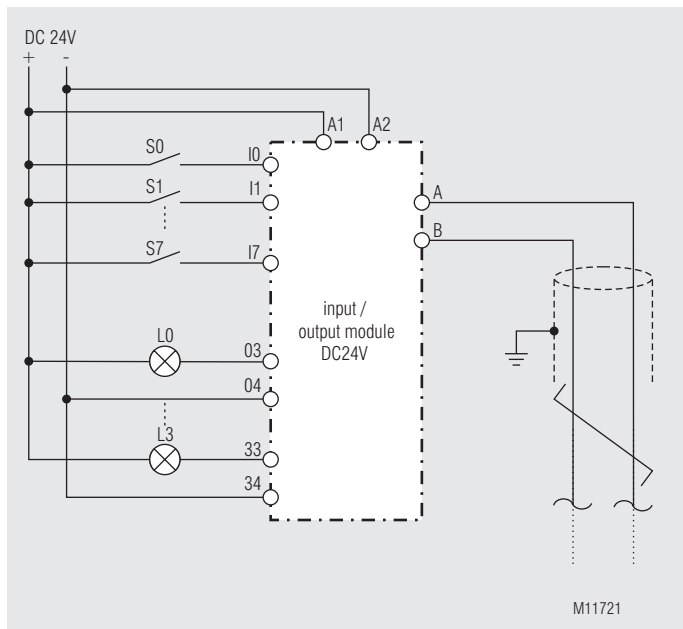 DC 24V
+ -
A1 A2
S0 I0
S1 I1
A
B
S7 I7
input /
output module
DC24V
L0 03
04
L3 33
34
M11721